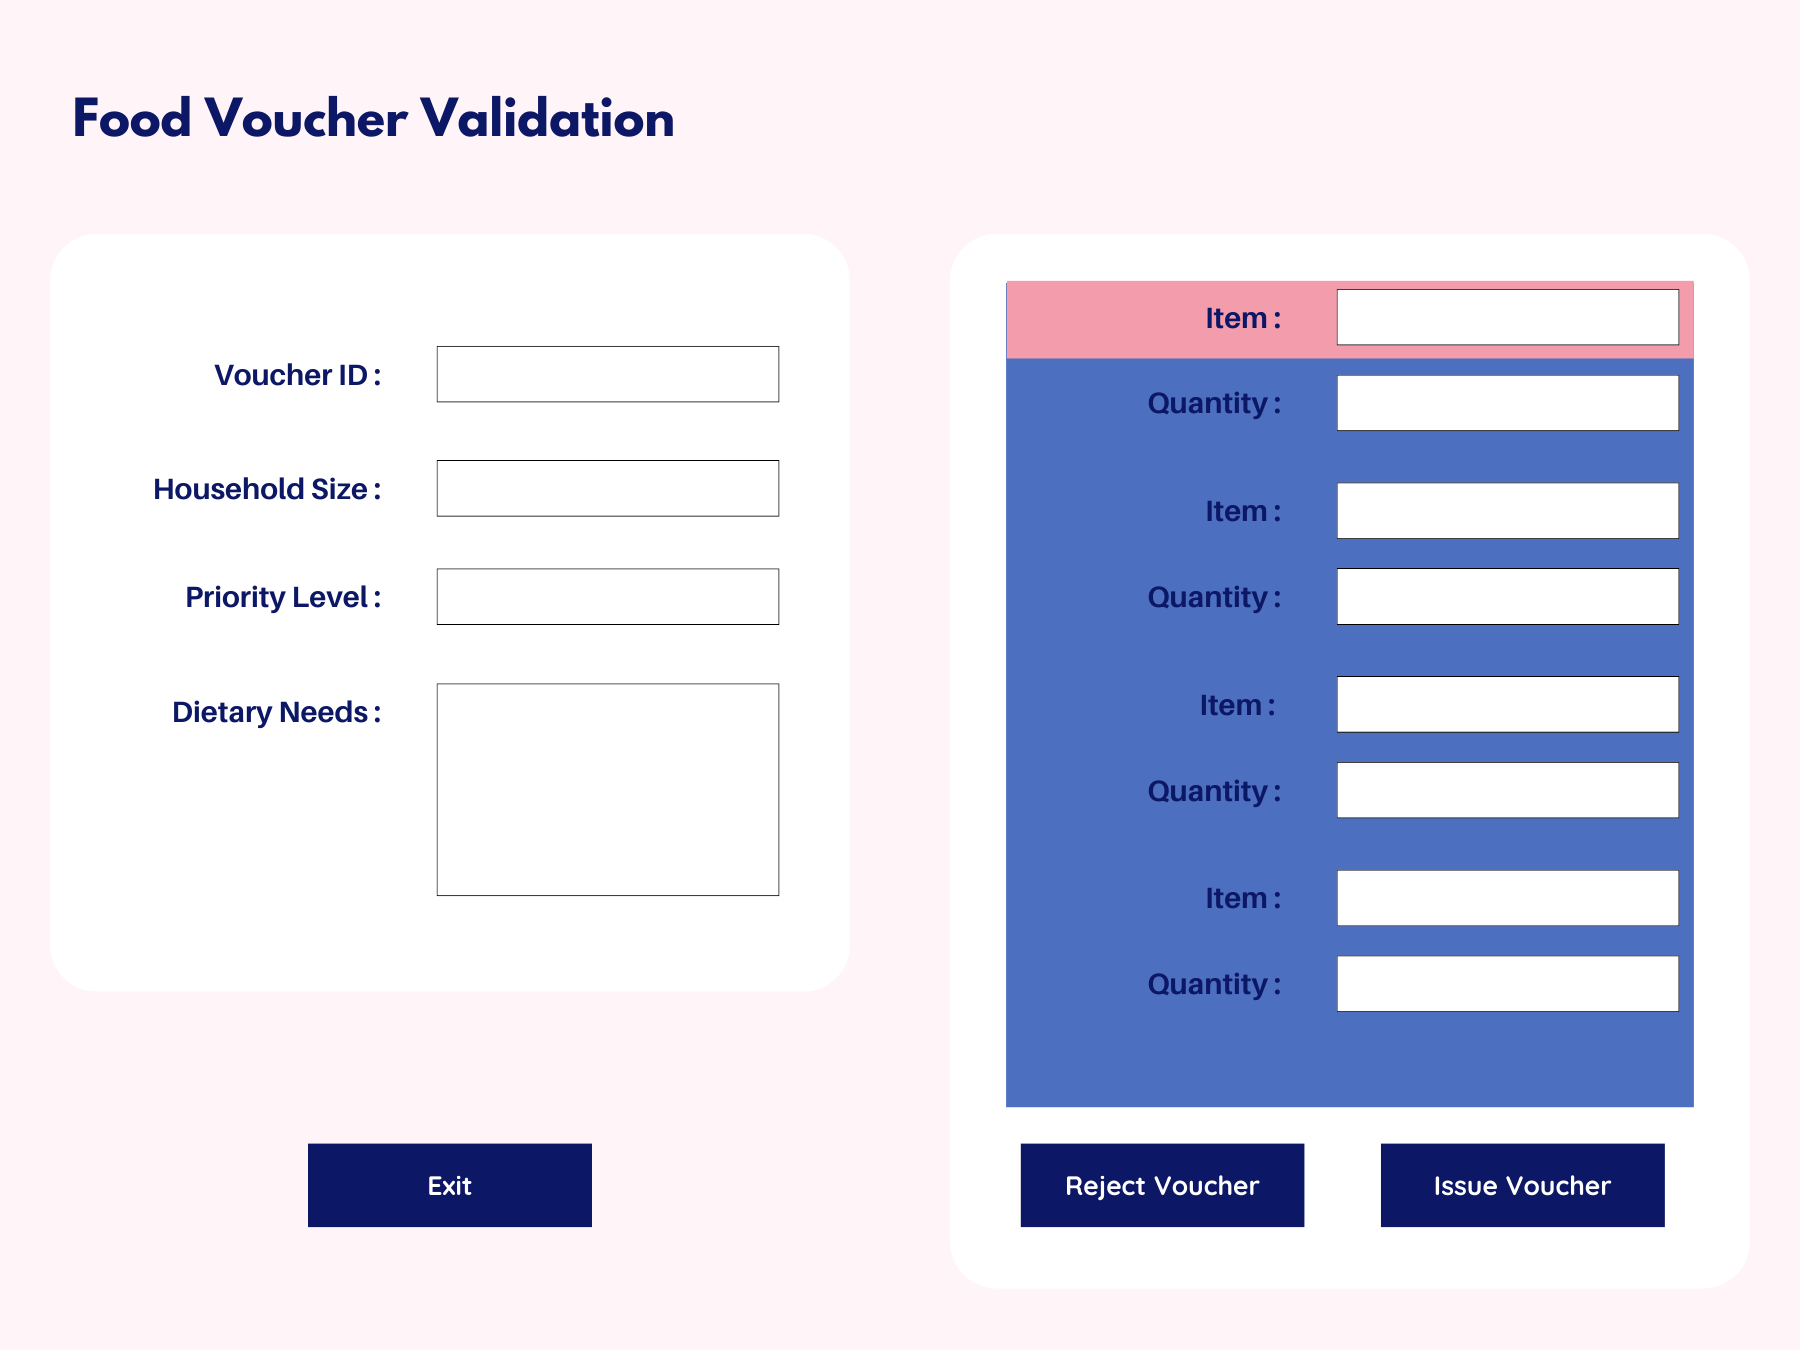 Food Voucher Validation
Voucher ID :
Household Size :
Priority Level :
Dietary Needs :
Exit
Item :
Quantity :
Item :
Quantity :
Item :
Quantity :
Item :
Quantity :
Reject Voucher
Issue Voucher